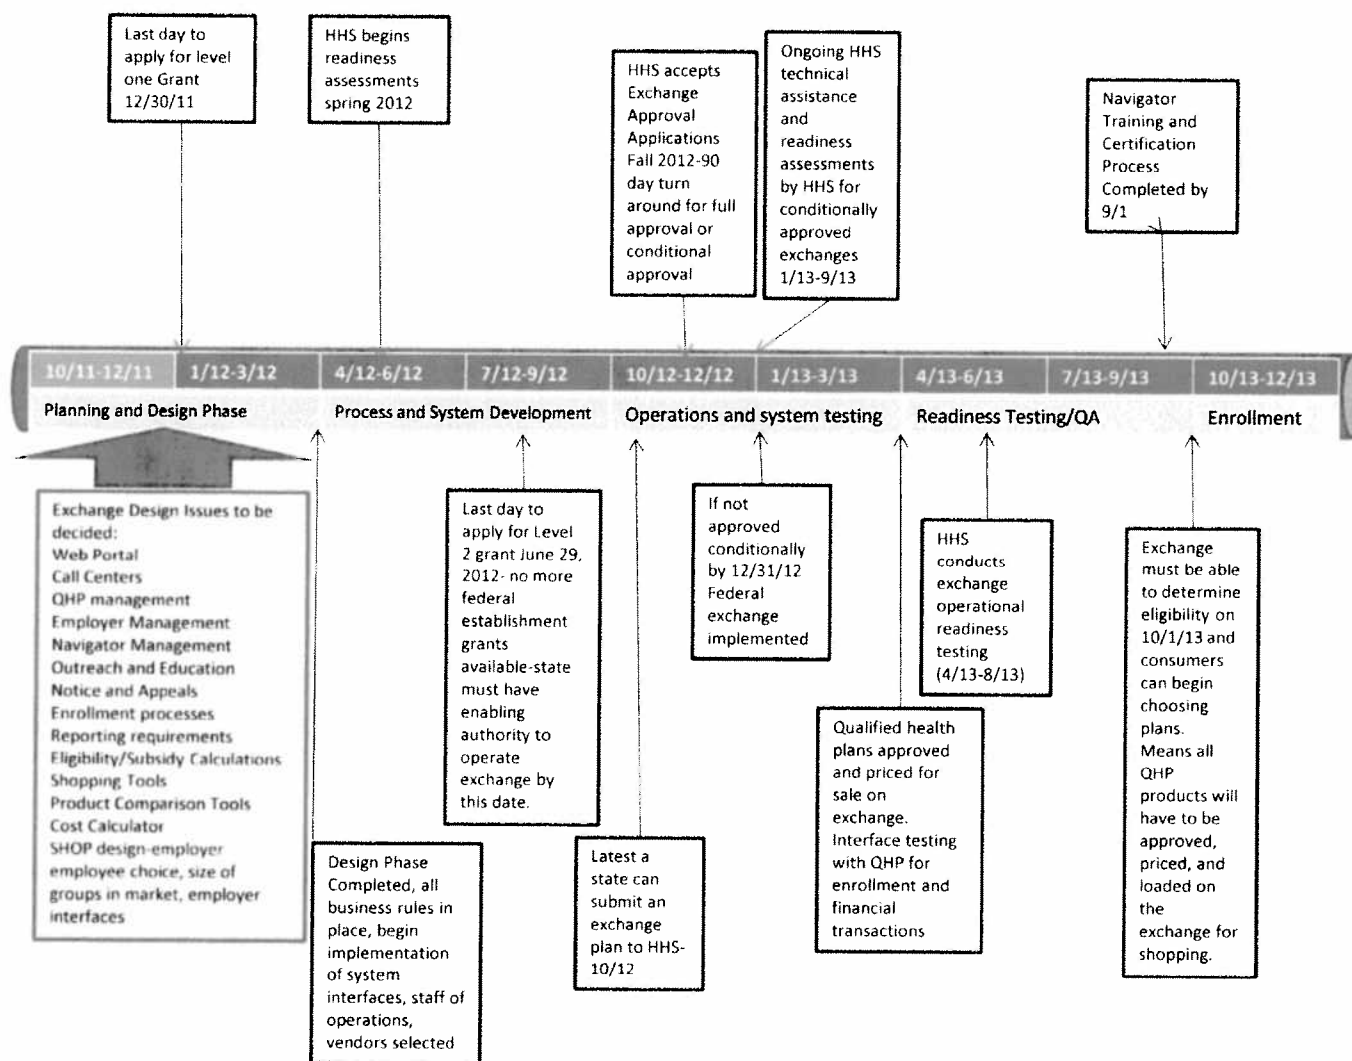 Last day to
apply for level
one Grant
12/30/11
HHS begins
readiness
assessments
spring 2012
HHS accepts
Exchange
Approval
Applications
Fall 2012-90
day turn
around for full
approval or
conditional
approval
Ongoing HHS
technical
assistance
and
readiness
assessments
by HHS for
conditionally
approved
exchanges
1/13-9/13
Navigator
Training and
Certification
Process
Completed by
9/1
10/11-12/11 1/12-3/12 4/12-6/12 7/12-9/12 10/12-12/12 1/13-3/13 4/13-6/13 7/13-9/13 10/13-12/13
Planning and Design Phase Process and System Development Operations and system testing Readiness Testing/QA Enrollment
Exchange Design Issues to be
decided:
Web Portal
Call Centers
QHP management
Employer Management
Navigator Management
Outreach and Education
Notice and Appeals
Enrollment processes
Reporting requirements
Eligibility/Subsidy Calculations
Shopping Tools
Product Comparison Tools
Cost Calculator
SHOP design-employer
employee choice, size of
groups in market, employer
interfaces
Design Phase
Completed, all
business rules in
place, begin
implementation
of system
interfaces, staff of
operations,
vendors selected
Last day to
apply for Level
2 grant June 29,
2012- no more
federal
establishment
grants
available-state
must have
enabling
authority to
operate
exchange by
this date.
Latest a
state can
submit an
exchange
plan to HHS-
10/12
If not
approved
conditionally
by 12/31/12
Federal
exchange
implemented
Qualified health
plans approved
and priced for
sale on
exchange.
Interface testing
with QHP for
enrollment and
financial
transactions
HHS
conducts
exchange
operational
readiness
testing
(4/13-8/13)
Exchange
must be able
to determine
eligibility on
10/1/13 and
consumers
can begin
choosing
plans.
Means all
QHP
products will
have to be
approved,
priced, and
loaded on
the
exchange for
shopping.